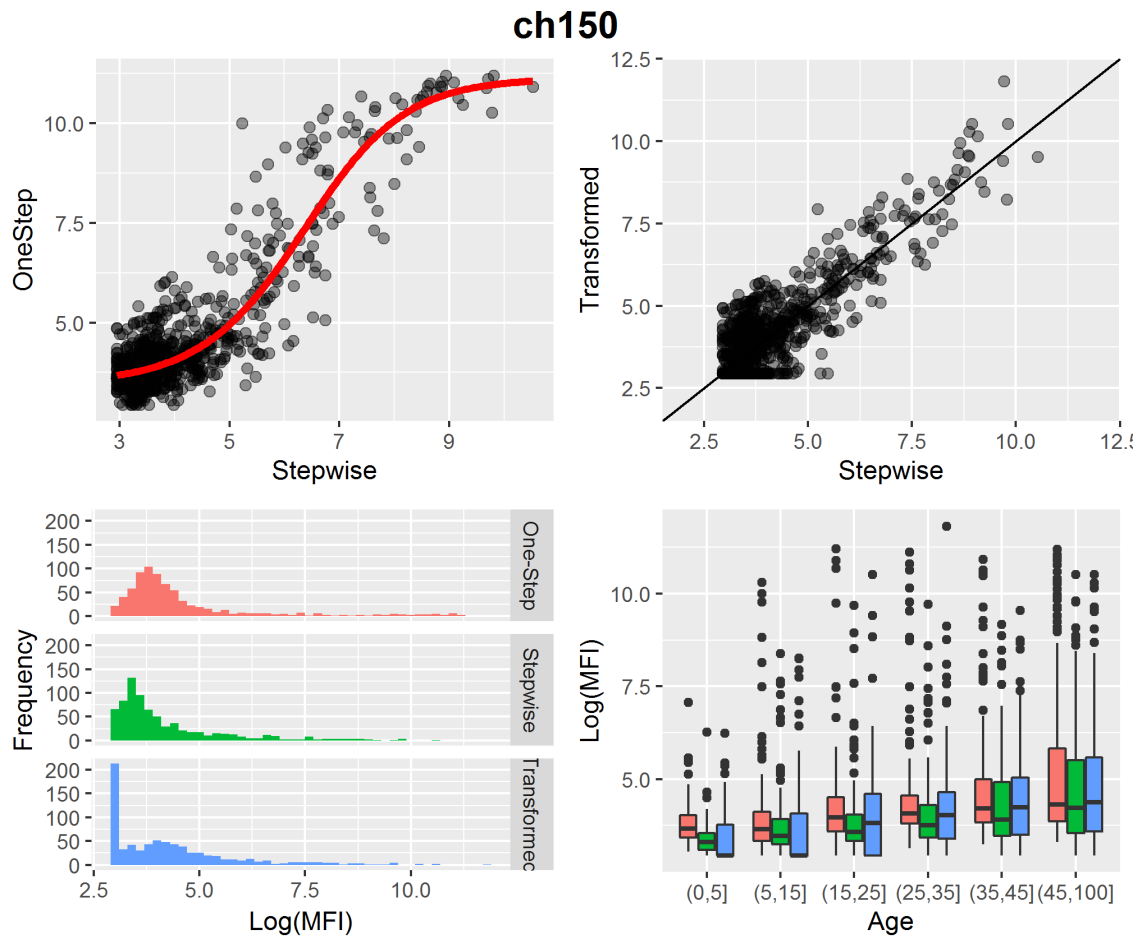 ch150
10.0
7.5
5.0
OneStep
3 5 7 9
Stepwise
12.5
10.0
7.5
5.0
2.5
Transformed
2.5 5.0 7.5 10.0 12.5
Stepwise
200
150
100
50
0
One-Step
200
150
100
50
0
Stepwise
200
150
100
50
0
Transformed
Frequency
2.5 5.0 7.5 10.0
Log(MFI)
10.0
7.5
5.0
Log(MFI)
(0,5] (5,15] (15,25] (25,35] (35,45] (45,100]
Age